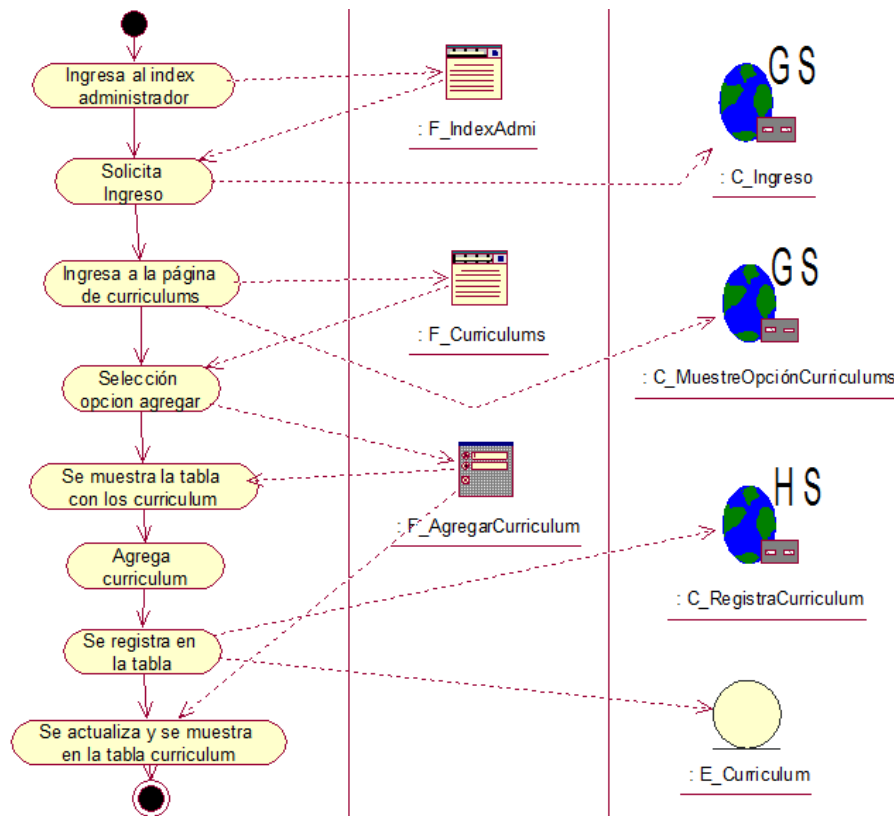 Ingresa al index
administrador
: F_IndexAdmi
GS
: C_Ingreso
Solicita
Ingreso
Ingresa a la página
de curriculums
: F_Curriculums
GS
: C_MuestreOpciónCurriculums
Selección
opcion agregar
Se muestra la tabla
con los curriculum
: F_AgregarCurriculum
HS
: C_RegistraCurriculum
Agrega
curriculum
Se registra en
la tabla
Se actualiza y se muestra
en la tabla curriculum
: E_Curriculum